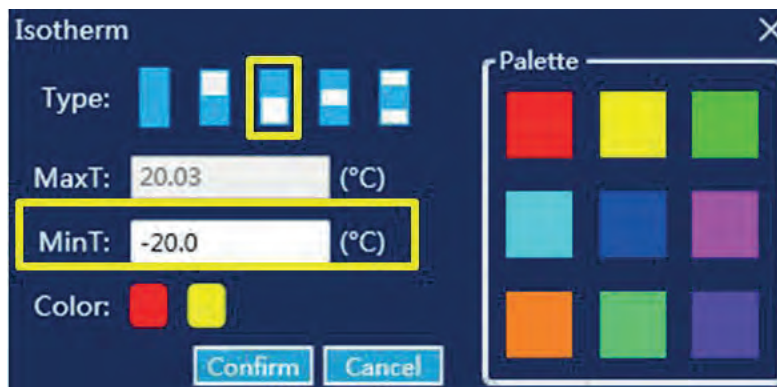 Isotherm
Palette
Type:
MaxT: 20.03 (°C)
MinT: -20.0 (°C)
Color:
Confirm Cancel